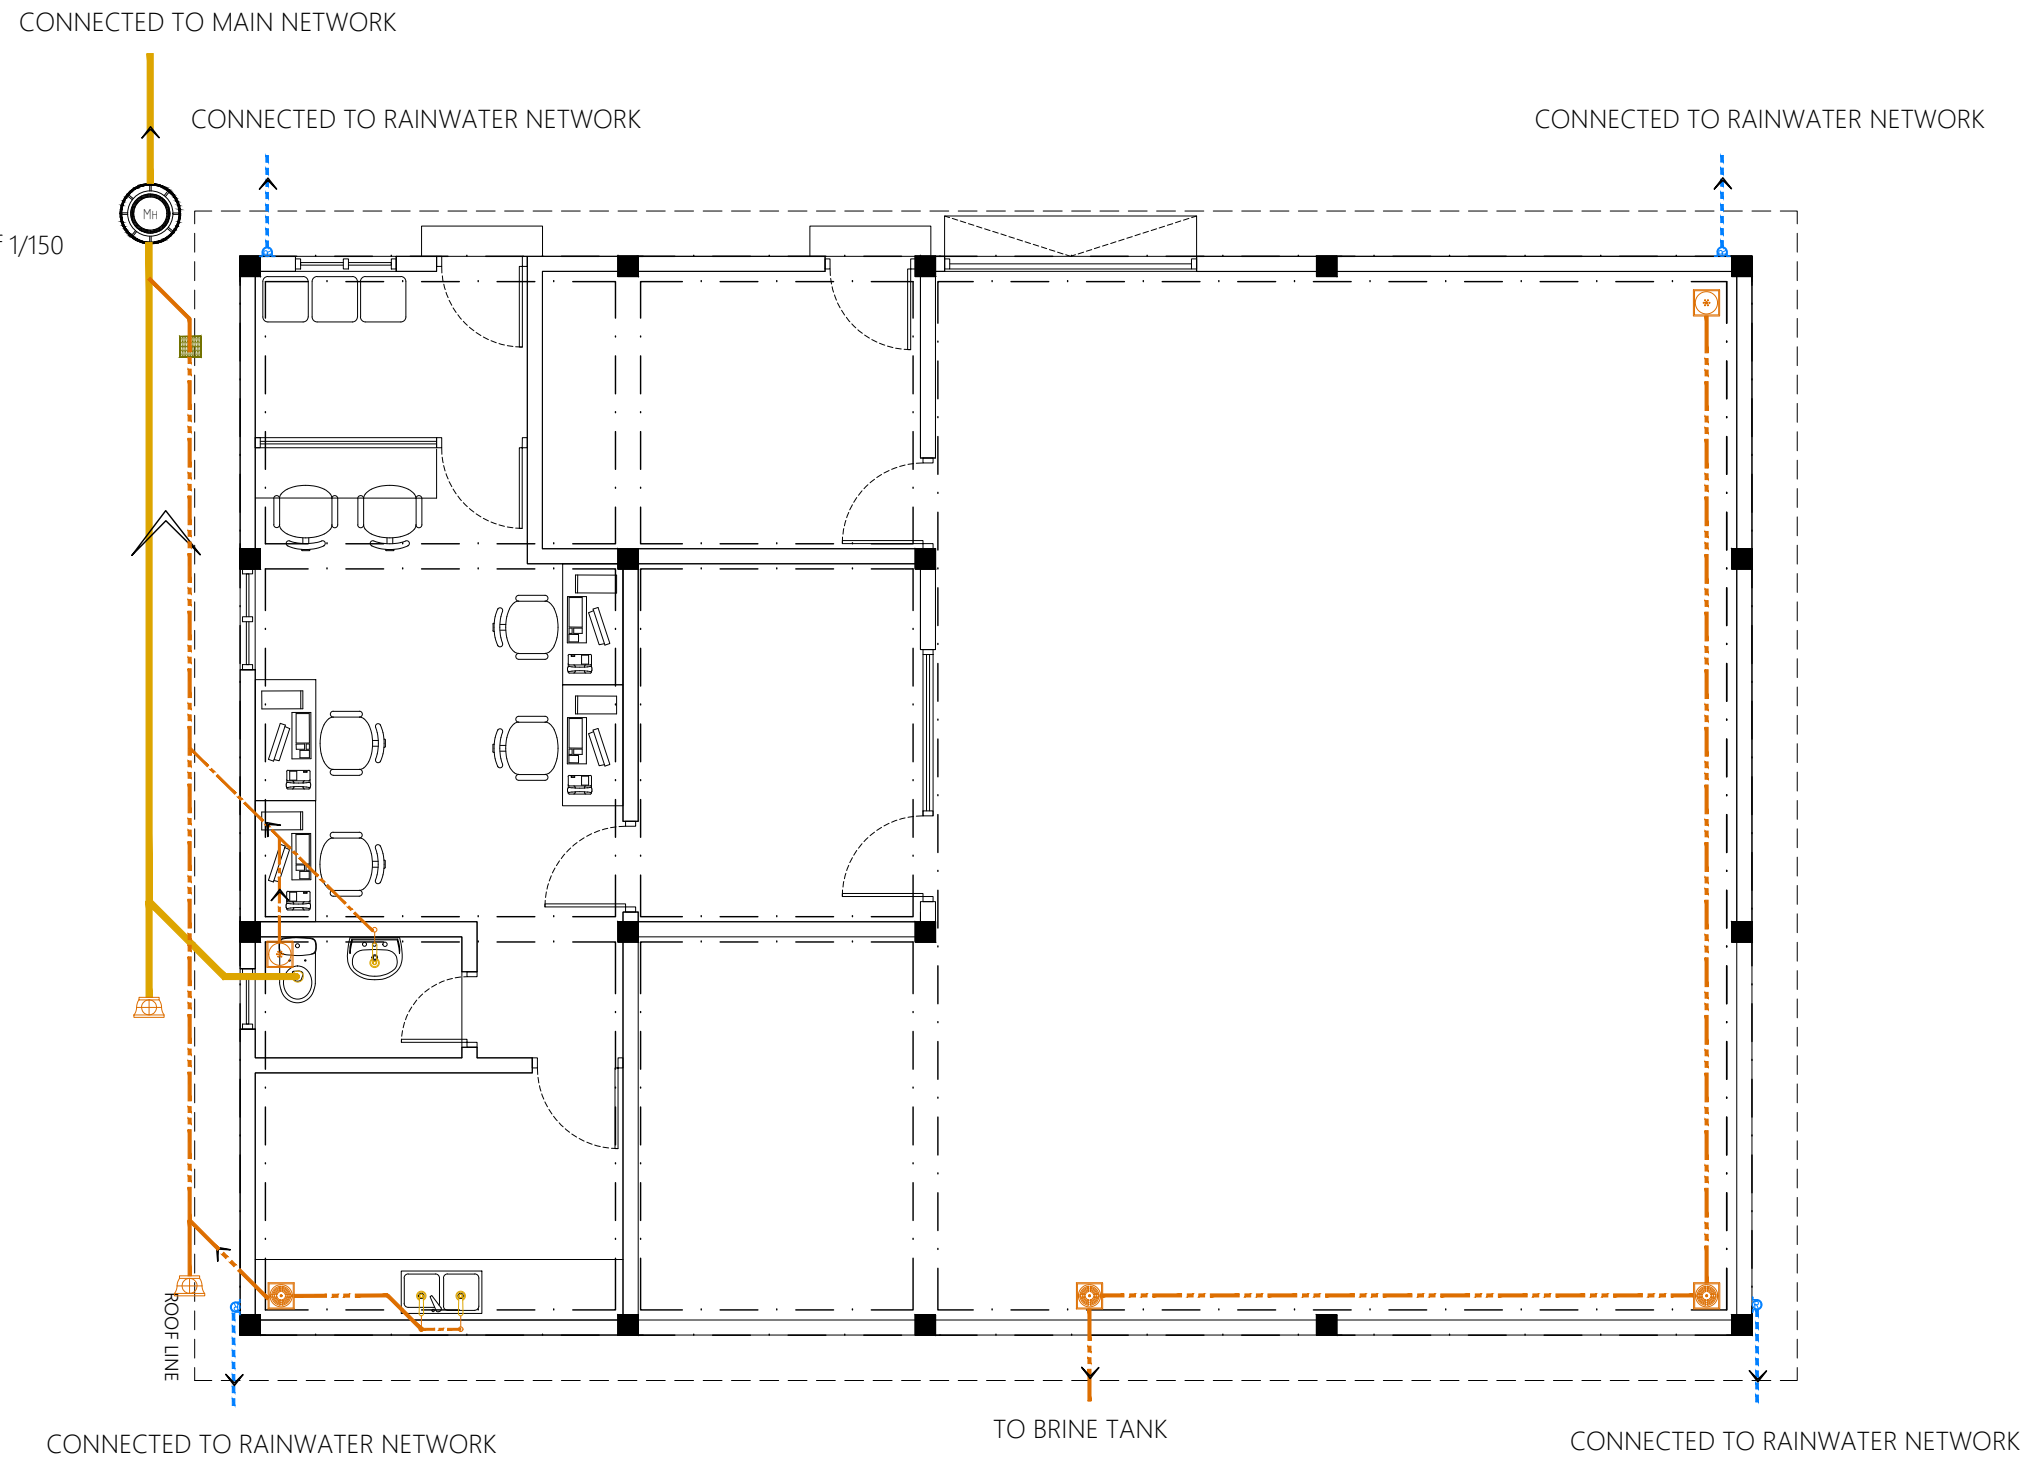 CONNECTED TO MAIN NETWORK
CONNECTED TO RAINWATER NETWORK
CONNECTED TO RAINWATER NETWORK
MH
1/150
ROOF LINE
TO BRINE TANK
CONNECTED TO RAINWATER NETWORK
CONNECTED TO RAINWATER NETWORK